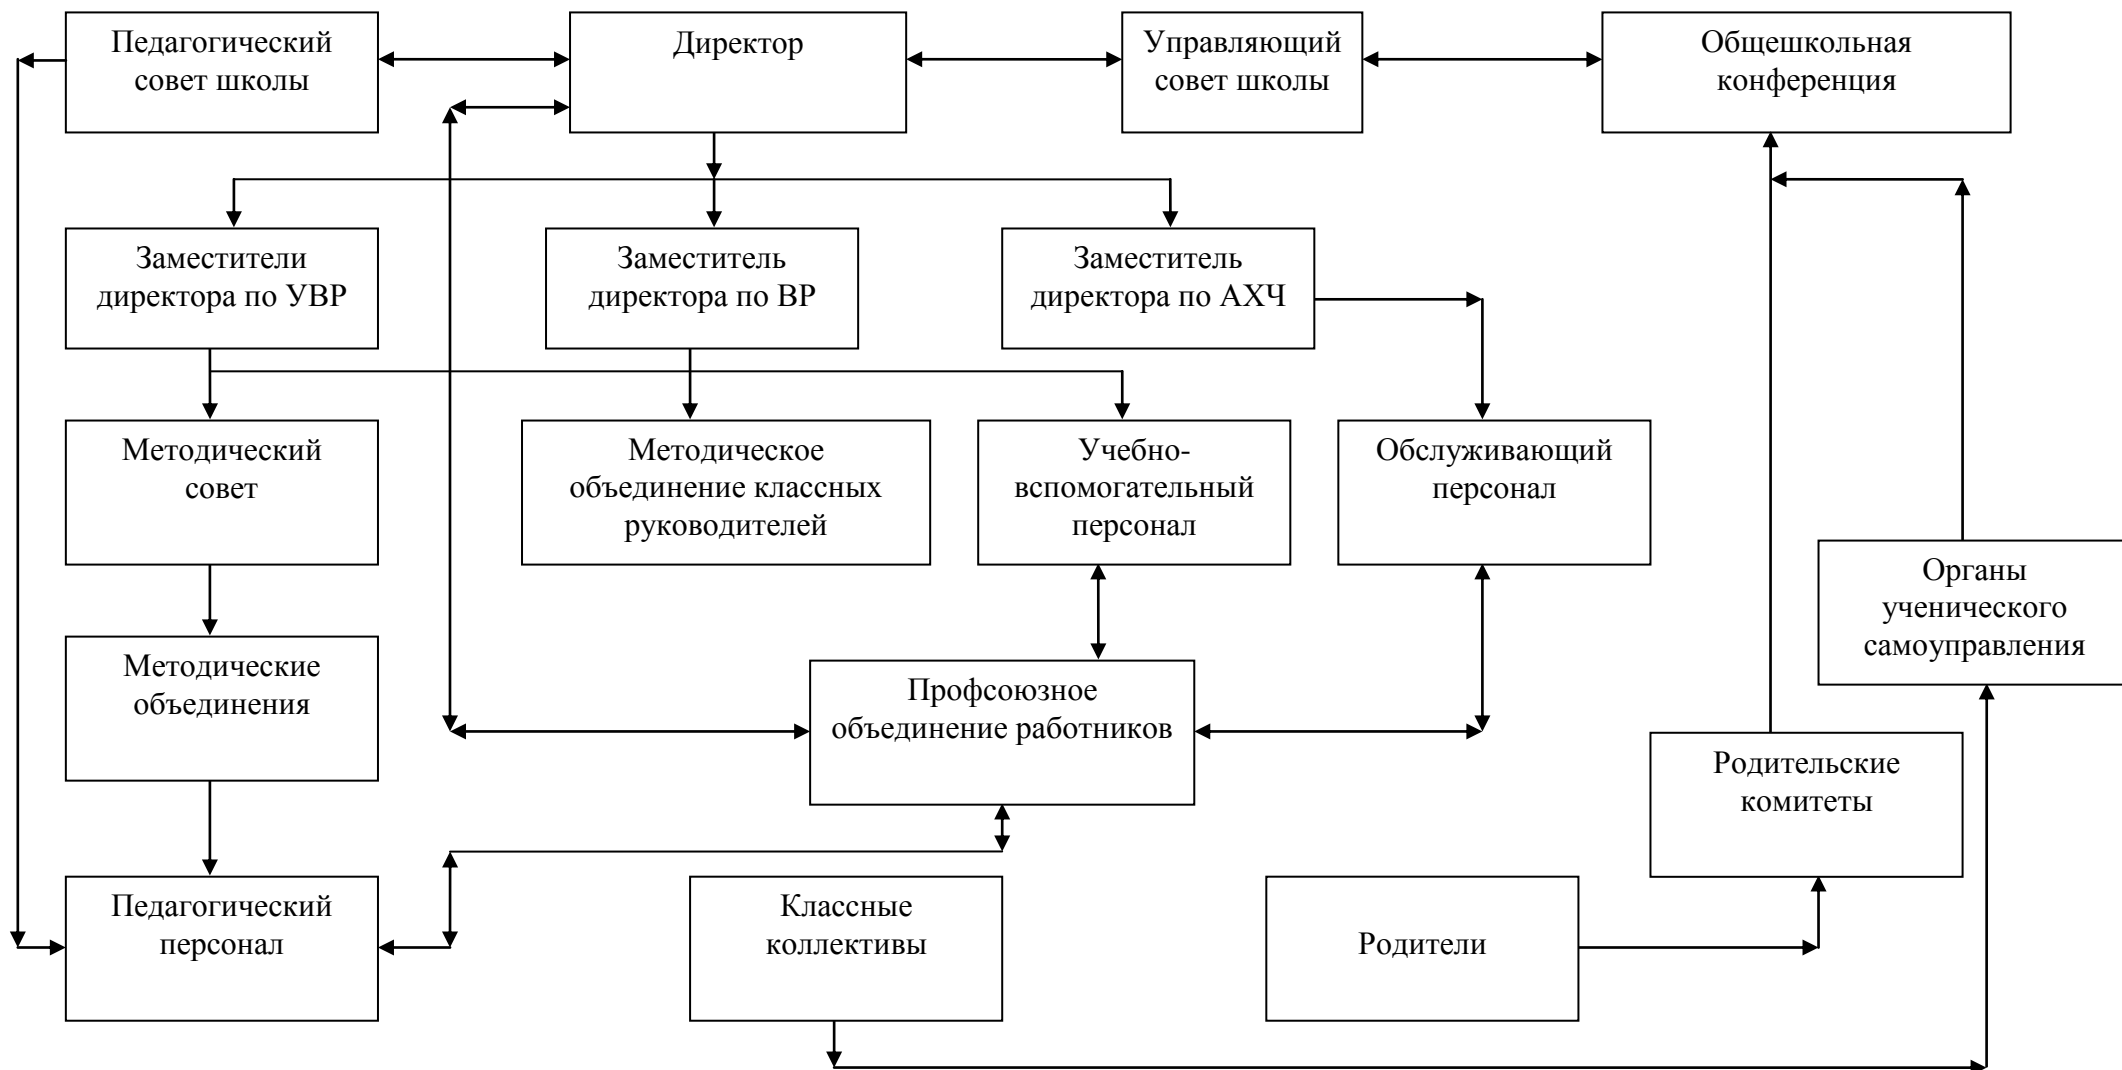 Педагогический
совет школы
Директор
Управляющий
совет школы
Общешкольная
конференция
Заместители
директора по УВР
Заместитель
директора по ВР
Заместитель
директора по АХЧ
Методический
совет
Методическое
объединение классных
руководителей
Учебно-
вспомогательный
персонал
Обслуживающий
персонал
Органы
ученического
самоуправления
Методические
объединения
Профсоюзное
объединение работников
Родительские
комитеты
Педагогический
персонал
Классные
коллективы
Родители